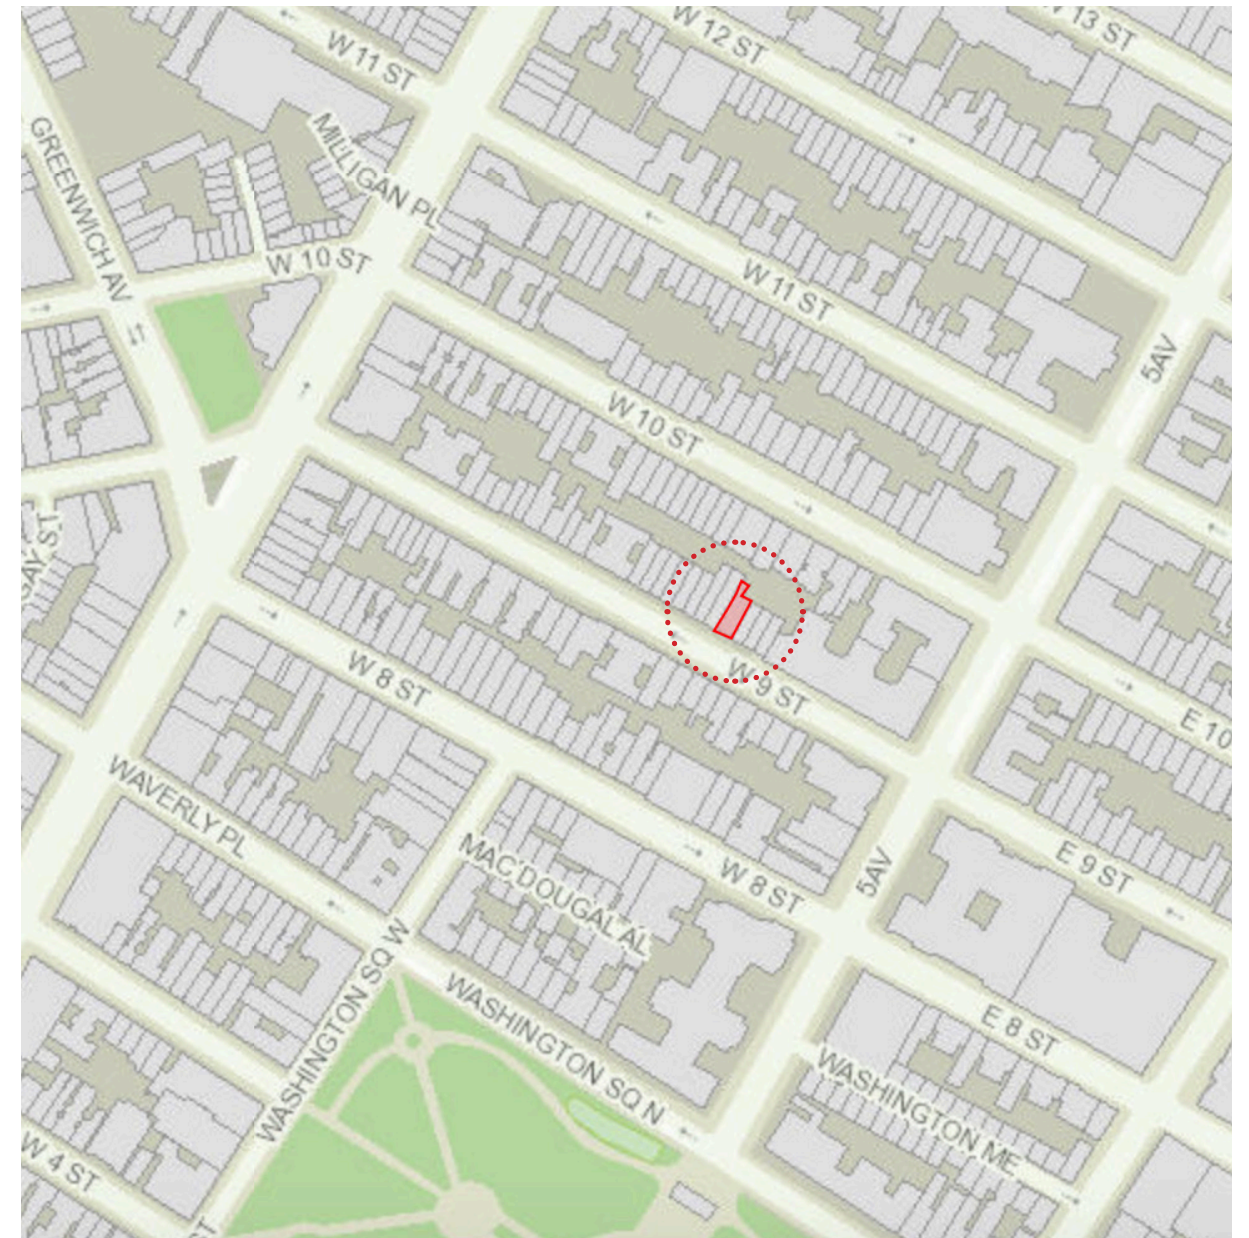 W 13 ST
W 12 ST
W 11 ST
GREENWICH AV
MILLIGAN PL
W 10 ST
W 11 ST
5AV
W 10 ST
W 9 ST
W 8 ST
E 10
WAVERLY PL
MAC'DOUGAL AL
W 8 ST
5AV
E 9 ST
WASHINGTON SQ W
WASHINGTON SQ N
E 8 ST
WASHINGTON ME
W 4 ST